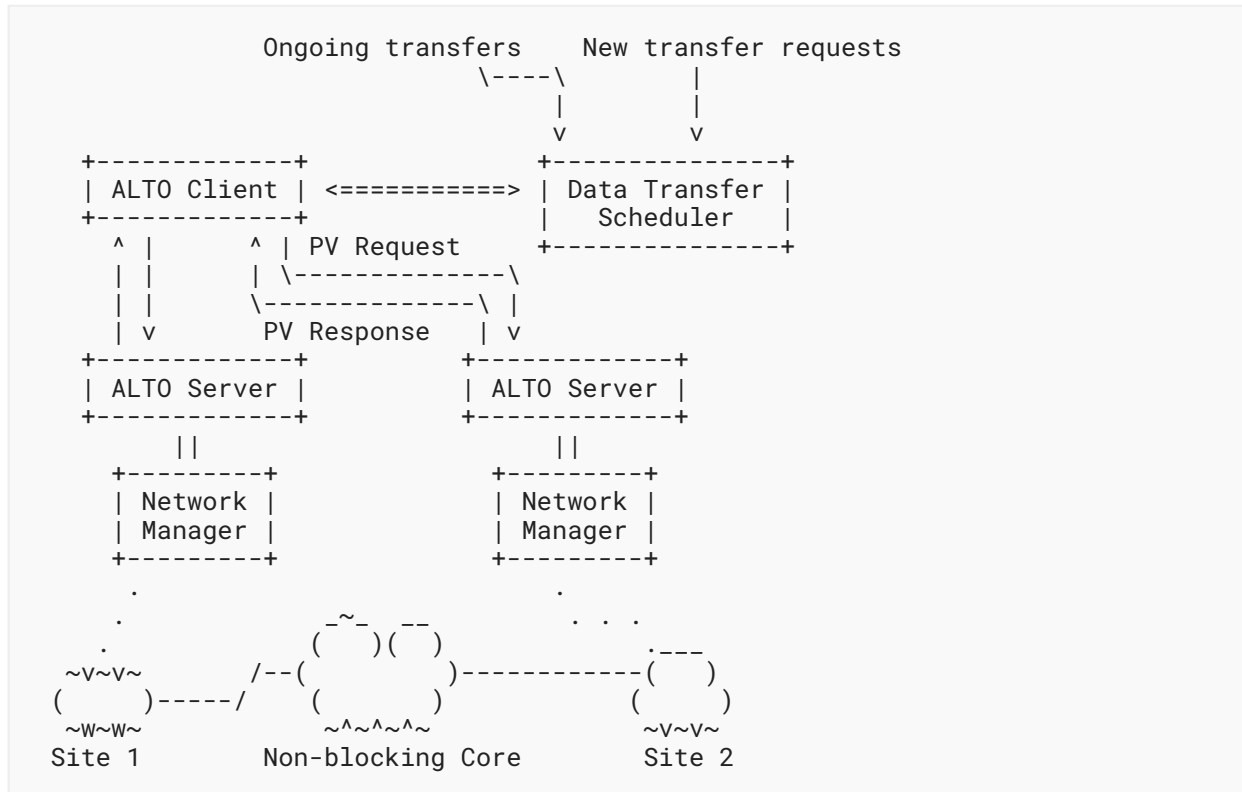 Ongoing transfers    New transfer requests
ALTO Client    Data Transfer
Scheduler
PV Request
PV Response
ALTO Server    ALTO Server
Network    Network
Manager    Manager
Site 1    Non-blocking Core    Site 2